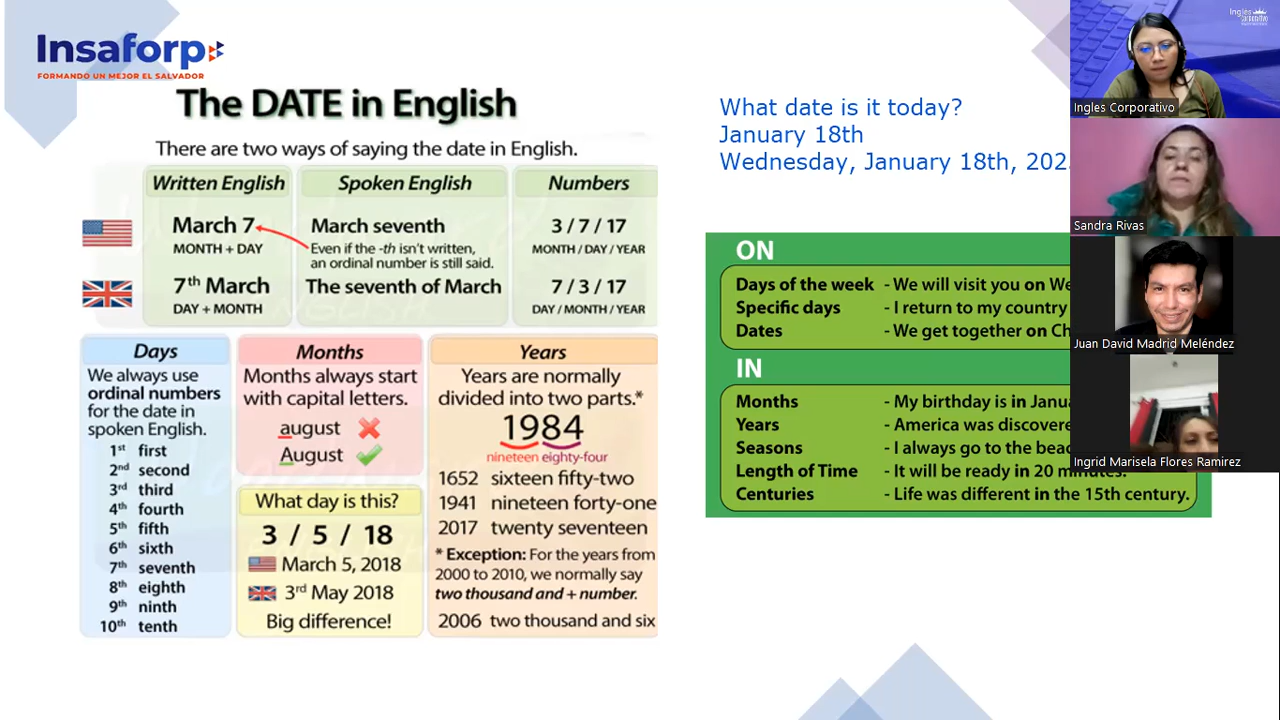 Insaforp
FORMANDO UN MEJOR EL SALVADOR
The DATE in English
There are two ways of saying the date in English.
Written English
Spoken English
Numbers
March 7
MONTH + DAY
March seventh
Even if the -th isn't written,
an ordinal number is still said.
3 / 7 / 17
MONTH / DAY / YEAR
7th March
DAY + MONTH
The seventh of March
7 / 3 / 17
DAY / MONTH / YEAR
Days
We always use
ordinal numbers
for the date in
spoken English.
1st first
2nd second
3rd third
4th fourth
5th fifth
6th sixth
7th seventh
8th eighth
9th ninth
10th tenth
Months
Months always start
with capital letters.
august
August
What day is this?
3 / 5 / 18
March 5, 2018
3rd May 2018
Big difference!
Years
Years are normally
divided into two parts.*
1984
nineteen eighty-four
1652 sixteen fifty-two
1941 nineteen forty-one
2017 twenty seventeen
* Exception: For the years from
2000 to 2010, we normally say
two thousand and + number.
2006 two thousand and six
What date is it today?
January 18th
Wednesday, January 18th, 202
ON
Days of the week - We will visit you on We
Specific days - I return to my country
Dates - We get together on Ch
IN
Months - My birthday is in Janu
Years - America was discovere
Seasons - I always go to the bea
Length of Time - It will be ready in 20 minutes.
Centuries - Life was different in the 15th century.
Ingles
Ingles Corporativo
Sandra Rivas
Juan David Madrid Meléndez
Ingrid Marisela Flores Ramirez